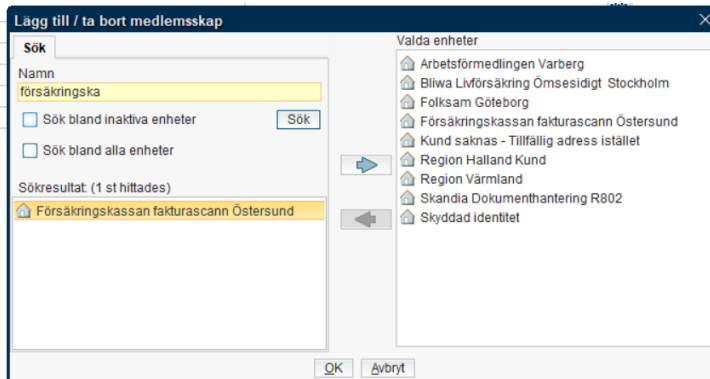 Lägg till / ta bort medlemsskap
Sök
Namn
försäkringska
Sök bland inaktiva enheter
Sök
Sök bland alla enheter
Sökresultat: (1 st hittades)
Försäkringskassan fakturascann Östersund
Valda enheter
Arbetsförmedlingen Varberg
Bliwa Livförsäkring Ömsesidigt Stockholm
Folksam Göteborg
Försäkringskassan fakturascann Östersund
Kund saknas - Tillfällig adress istället
Region Halland Kund
Region Värmland
Skandia Dokumenthantering R802
Skyddad identitet
OK
Avbryt